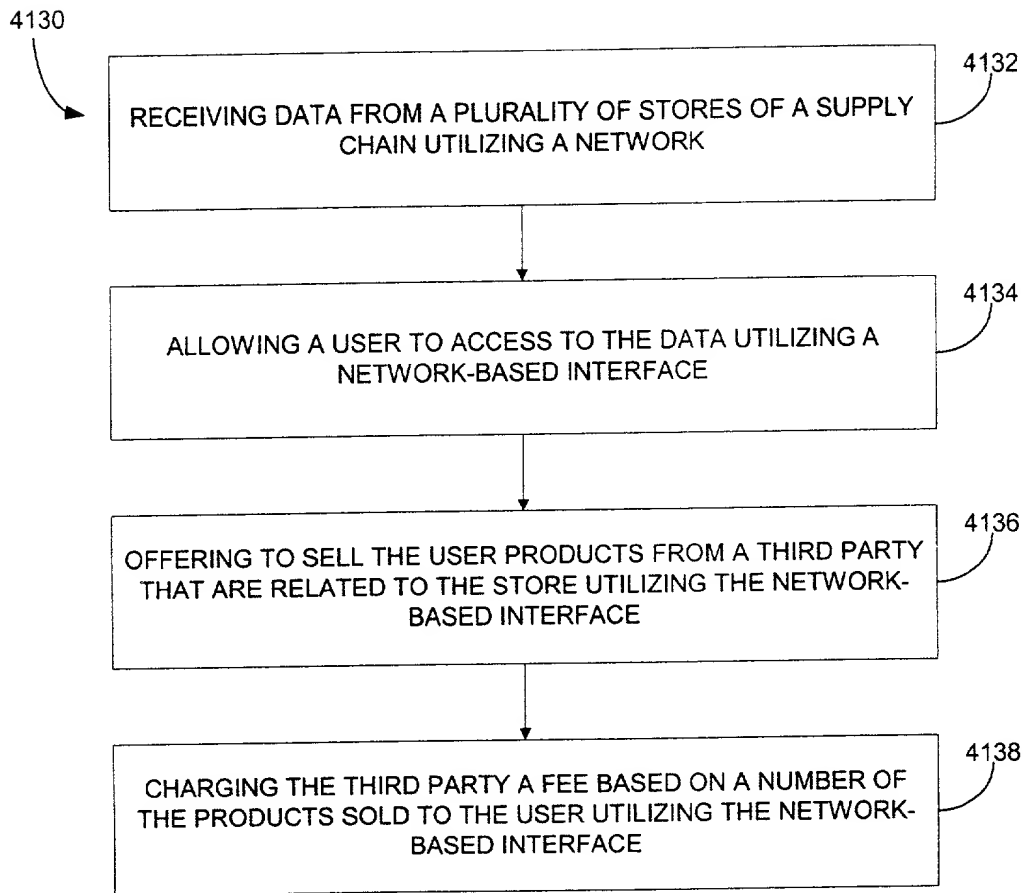 4130
4132
RECEIVING DATA FROM A PLURALITY OF STORES OF A SUPPLY
CHAIN UTILIZING A NETWORK
4134
ALLOWING A USER TO ACCESS TO THE DATA UTILIZING A
NETWORK-BASED INTERFACE
4136
OFFERING TO SELL THE USER PRODUCTS FROM A THIRD PARTY
THAT ARE RELATED TO THE STORE UTILIZING THE NETWORK-
BASED INTERFACE
4138
CHARGING THE THIRD PARTY A FEE BASED ON A NUMBER OF
THE PRODUCTS SOLD TO THE USER UTILIZING THE NETWORK-
BASED INTERFACE